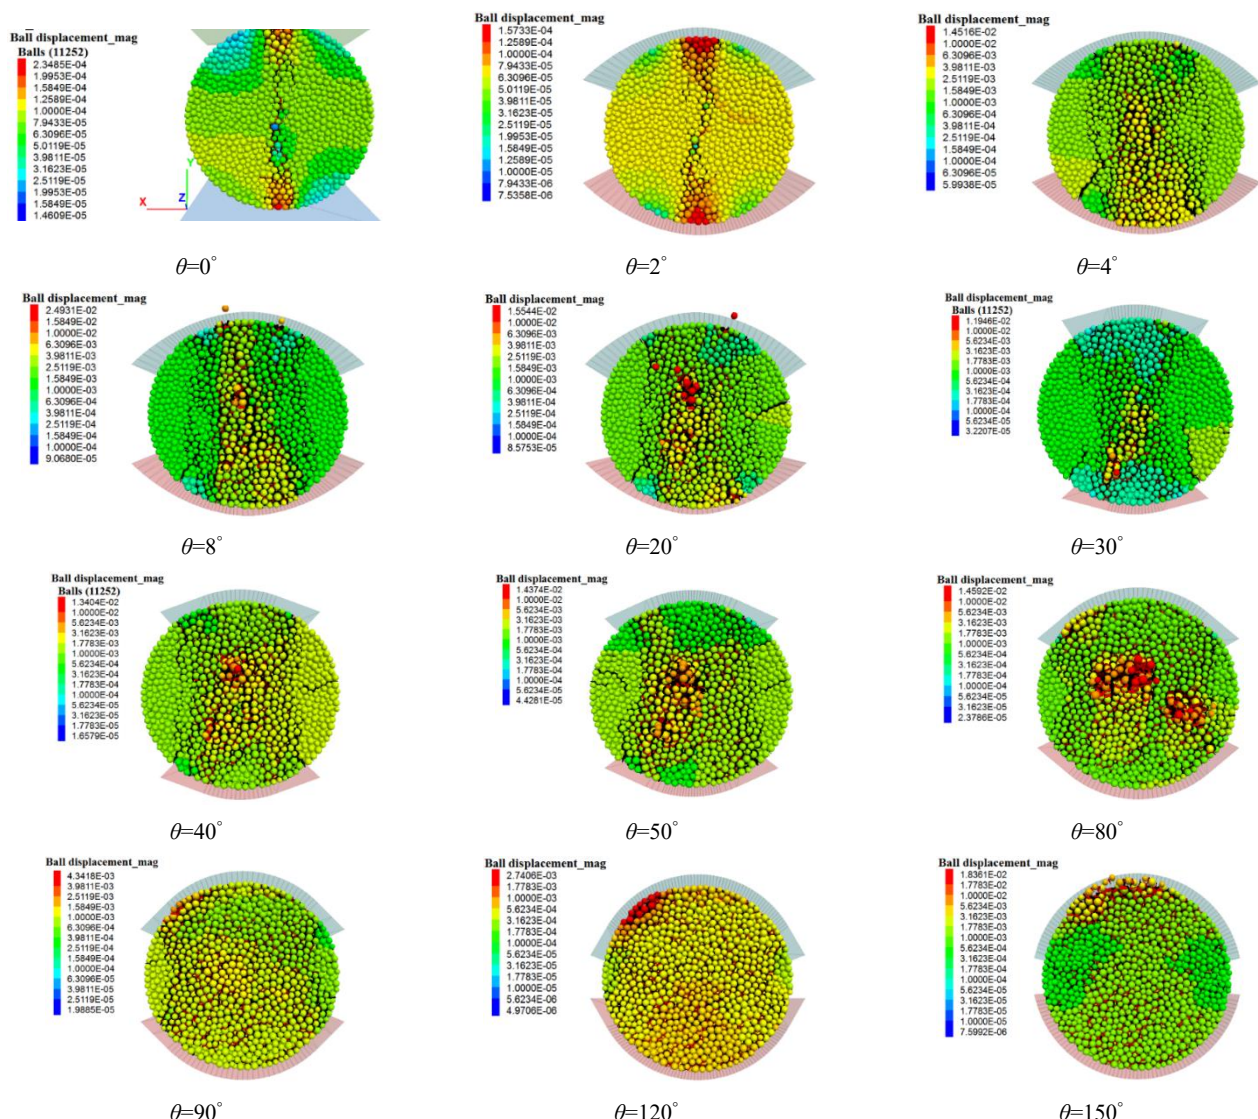 Ball displacement_mag
Balls (11252)
2.3485E-04
1.9953E-04
1.5849E-04
1.2589E-04
1.0000E-04
7.9433E-05
6.3096E-05
5.0119E-05
3.9811E-05
3.1623E-05
2.5119E-05
1.9953E-05
1.5849E-05
1.4609E-05
Y
X
Z
θ=0°
Ball displacement_mag
1.5733E-04
1.2589E-04
1.0000E-04
7.9433E-05
6.3096E-05
5.0119E-05
3.9811E-05
3.1623E-05
2.5119E-05
1.9953E-05
1.5849E-05
1.2589E-05
1.0000E-05
7.9433E-06
7.5358E-06
θ=2°
Ball displacement_mag
1.4516E-02
1.0000E-02
6.3096E-03
3.9811E-03
2.5119E-03
1.5849E-03
1.0000E-03
6.3096E-04
3.9811E-04
2.5119E-04
1.5849E-04
1.0000E-04
6.3096E-05
5.9938E-05
θ=4°
Ball displacement_mag
2.4931E-02
1.5849E-02
1.0000E-02
6.3096E-03
3.9811E-03
2.5119E-03
1.5849E-03
1.0000E-03
6.3096E-04
3.9811E-04
2.5119E-04
1.5849E-04
1.0000E-04
9.0680E-05
θ=8°
Ball displacement_mag
1.5544E-02
1.0000E-02
6.3096E-03
3.9811E-03
2.5119E-03
1.5849E-03
1.0000E-03
6.3096E-04
3.9811E-04
2.5119E-04
1.5849E-04
1.0000E-04
8.5753E-05
θ=20°
Ball displacement_mag
Balls (11252)
1.1946E-02
1.0000E-02
5.6234E-03
3.1623E-03
1.7783E-03
1.0000E-03
5.6234E-04
3.1623E-04
1.7783E-04
1.0000E-04
5.6234E-05
3.2207E-05
θ=30°
Ball displacement_mag
Balls (11252)
1.3404E-02
1.0000E-02
5.6234E-03
3.1623E-03
1.7783E-03
1.0000E-03
5.6234E-04
3.1623E-04
1.7783E-04
1.0000E-04
5.6234E-05
3.1623E-05
1.7783E-05
1.6579E-05
θ=40°
Ball displacement_mag
1.4374E-02
1.0000E-02
5.6234E-03
3.1623E-03
1.7783E-03
1.0000E-03
5.6234E-04
3.1623E-04
1.7783E-04
1.0000E-04
5.6234E-05
4.4281E-05
θ=50°
Ball displacement_mag
1.4592E-02
1.0000E-02
5.6234E-03
3.1623E-03
1.7783E-03
1.0000E-03
5.6234E-04
3.1623E-04
1.7783E-04
1.0000E-04
5.6234E-05
3.1623E-05
2.3786E-05
θ=80°
Ball displacement_mag
4.3418E-03
3.9811E-03
2.5119E-03
1.5849E-03
1.0000E-03
6.3096E-04
3.9811E-04
2.5119E-04
1.5849E-04
1.0000E-04
6.3096E-05
3.9811E-05
2.5119E-05
1.9885E-05
θ=90°
Ball displacement_mag
2.7406E-03
1.7783E-03
1.0000E-03
5.6234E-04
3.1623E-04
1.7783E-04
1.0000E-04
5.6234E-05
3.1623E-05
1.7783E-05
1.0000E-05
5.6234E-06
4.9706E-06
θ=120°
Ball displacement_mag
1.8361E-02
1.7783E-02
1.0000E-02
5.6234E-03
3.1623E-03
1.7783E-03
1.0000E-03
5.6234E-04
3.1623E-04
1.7783E-04
1.0000E-04
5.6234E-05
3.1623E-05
1.7783E-05
1.0000E-05
7.5992E-06
θ=150°